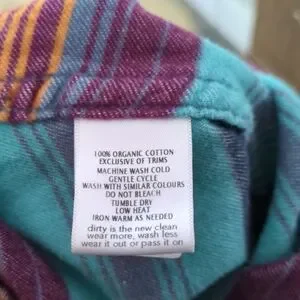 100% ORGANIC COTTON
EXCLUSIVE OF TRIMS
MACHINE WASH COLD
GENTLE CYCLE
WASH WITH SIMILAR COLOURS
DO NOT BLEACH
TUMBLE DRY
LOW HEAT
IRON WARM AS NEEDED
dirty is the new clean
wear more, wash less
wear it out or pass it on